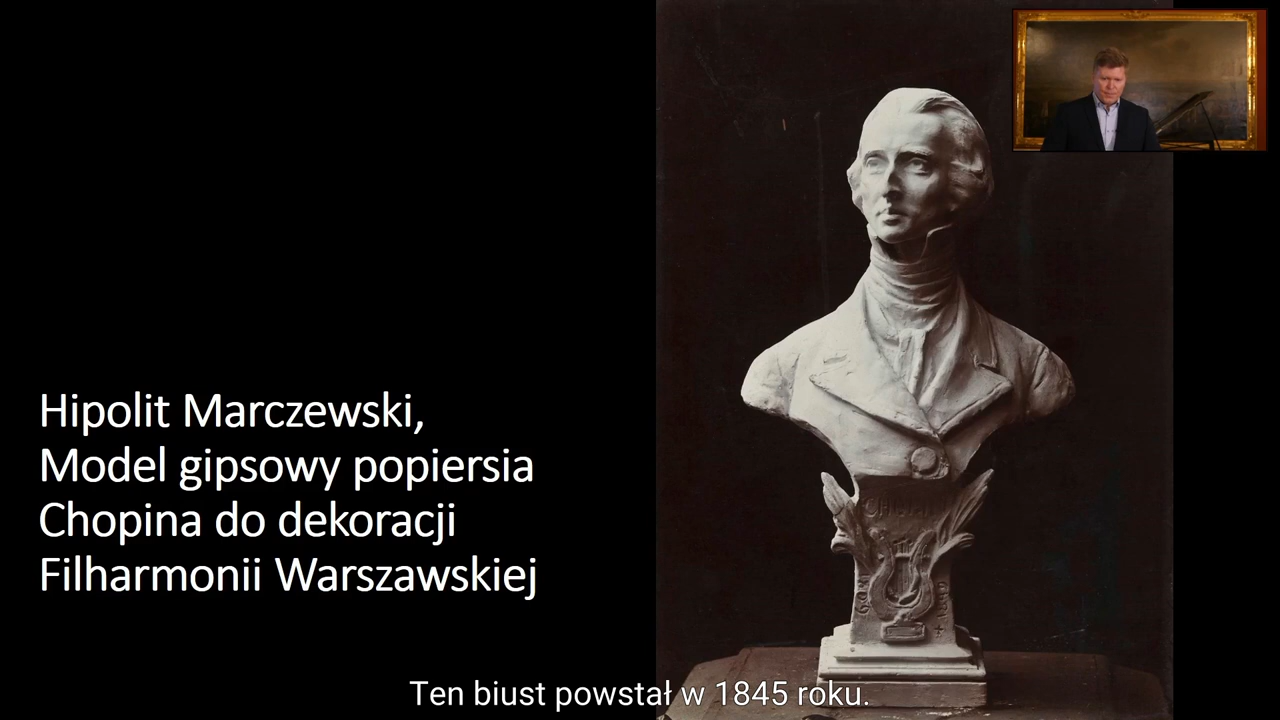 Hipolit Marczewski,
Model gipsowy popiersia
Chopina do dekoracji
Filharmonii Warszawskiej
Ten biust powstał w 1845 roku.